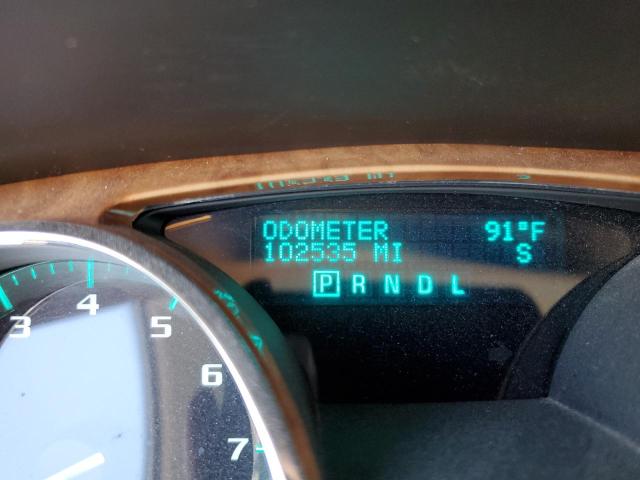 ODOMETER 91°F
102535 MI S
P R N D L
3 4 5 6 7